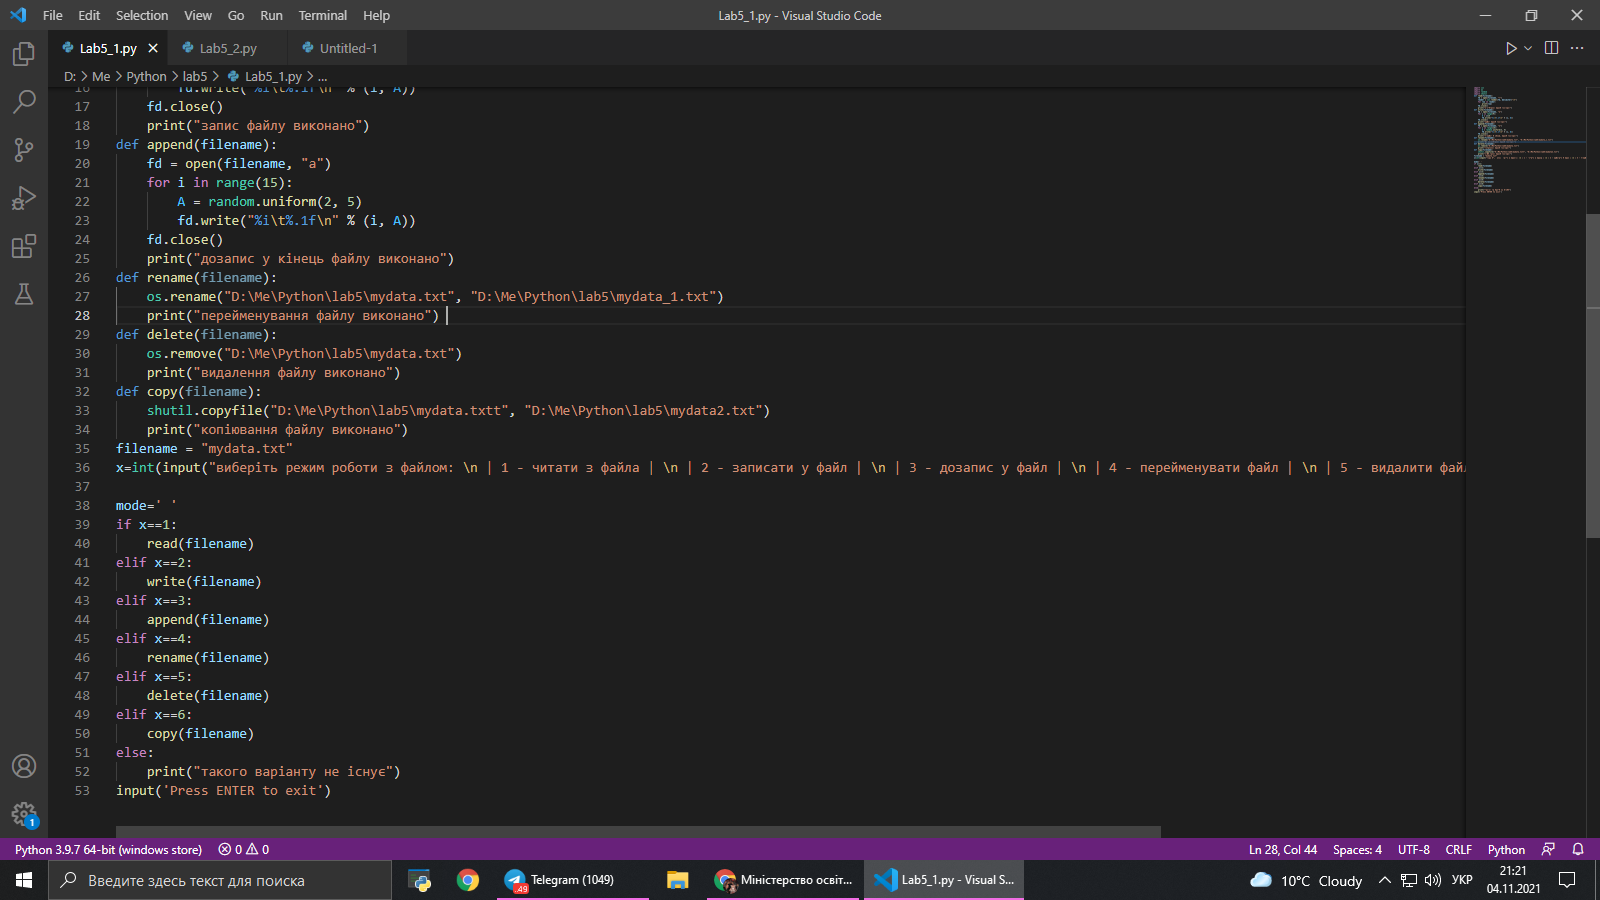 File Edit Selection View Go Run Terminal Help
Lab5_1.py - Visual Studio Code
Lab5_1.py Lab5_2.py Untitled-1
D: > Me > Python > lab5 > Lab5_1.py > ...
16 fd.write("%i\t%.1f\n" % (i, A))
17 fd.close()
18 print("запис файлу виконано")
19 def append(filename):
20 fd = open(filename, "a")
21 for i in range(15):
22 A = random.uniform(2, 5)
23 fd.write("%i\t%.1f\n" % (i, A))
24 fd.close()
25 print("дозапис у кінець файлу виконано")
26 def rename(filename):
27 os.rename("D:\Me\Python\lab5\mydata.txt", "D:\Me\Python\lab5\mydata_1.txt")
28 print("перейменування файлу виконано")
29 def delete(filename):
30 os.remove("D:\Me\Python\lab5\mydata.txt")
31 print("видалення файлу виконано")
32 def copy(filename):
33 shutil.copyfile("D:\Me\Python\lab5\mydata.txtt", "D:\Me\Python\lab5\mydata2.txt")
34 print("копіювання файлу виконано")
35 filename = "mydata.txt"
36 x=int(input("виберіть режим роботи з файлом: \n | 1 - читати з файла | \n | 2 - записати у файл | \n | 3 - дозапис у файл | \n | 4 - перейменувати файл | \n | 5 - видалити файл
37
38 mode=' '
39 if x==1:
40 read(filename)
41 elif x==2:
42 write(filename)
43 elif x==3:
44 append(filename)
45 elif x==4:
46 rename(filename)
47 elif x==5:
48 delete(filename)
49 elif x==6:
50 copy(filename)
51 else:
52 print("такого варіанту не існує")
53 input('Press ENTER to exit')
1
Python 3.9.7 64-bit (windows store) 0 0
Ln 28, Col 44 Spaces: 4 UTF-8 CRLF Python
Введите здесь текст для поиска
.49 Telegram (1049)
Міністерство освіт...
Lab5_1.py - Visual S...
10°C Cloudy
УКР
21:21
04.11.2021